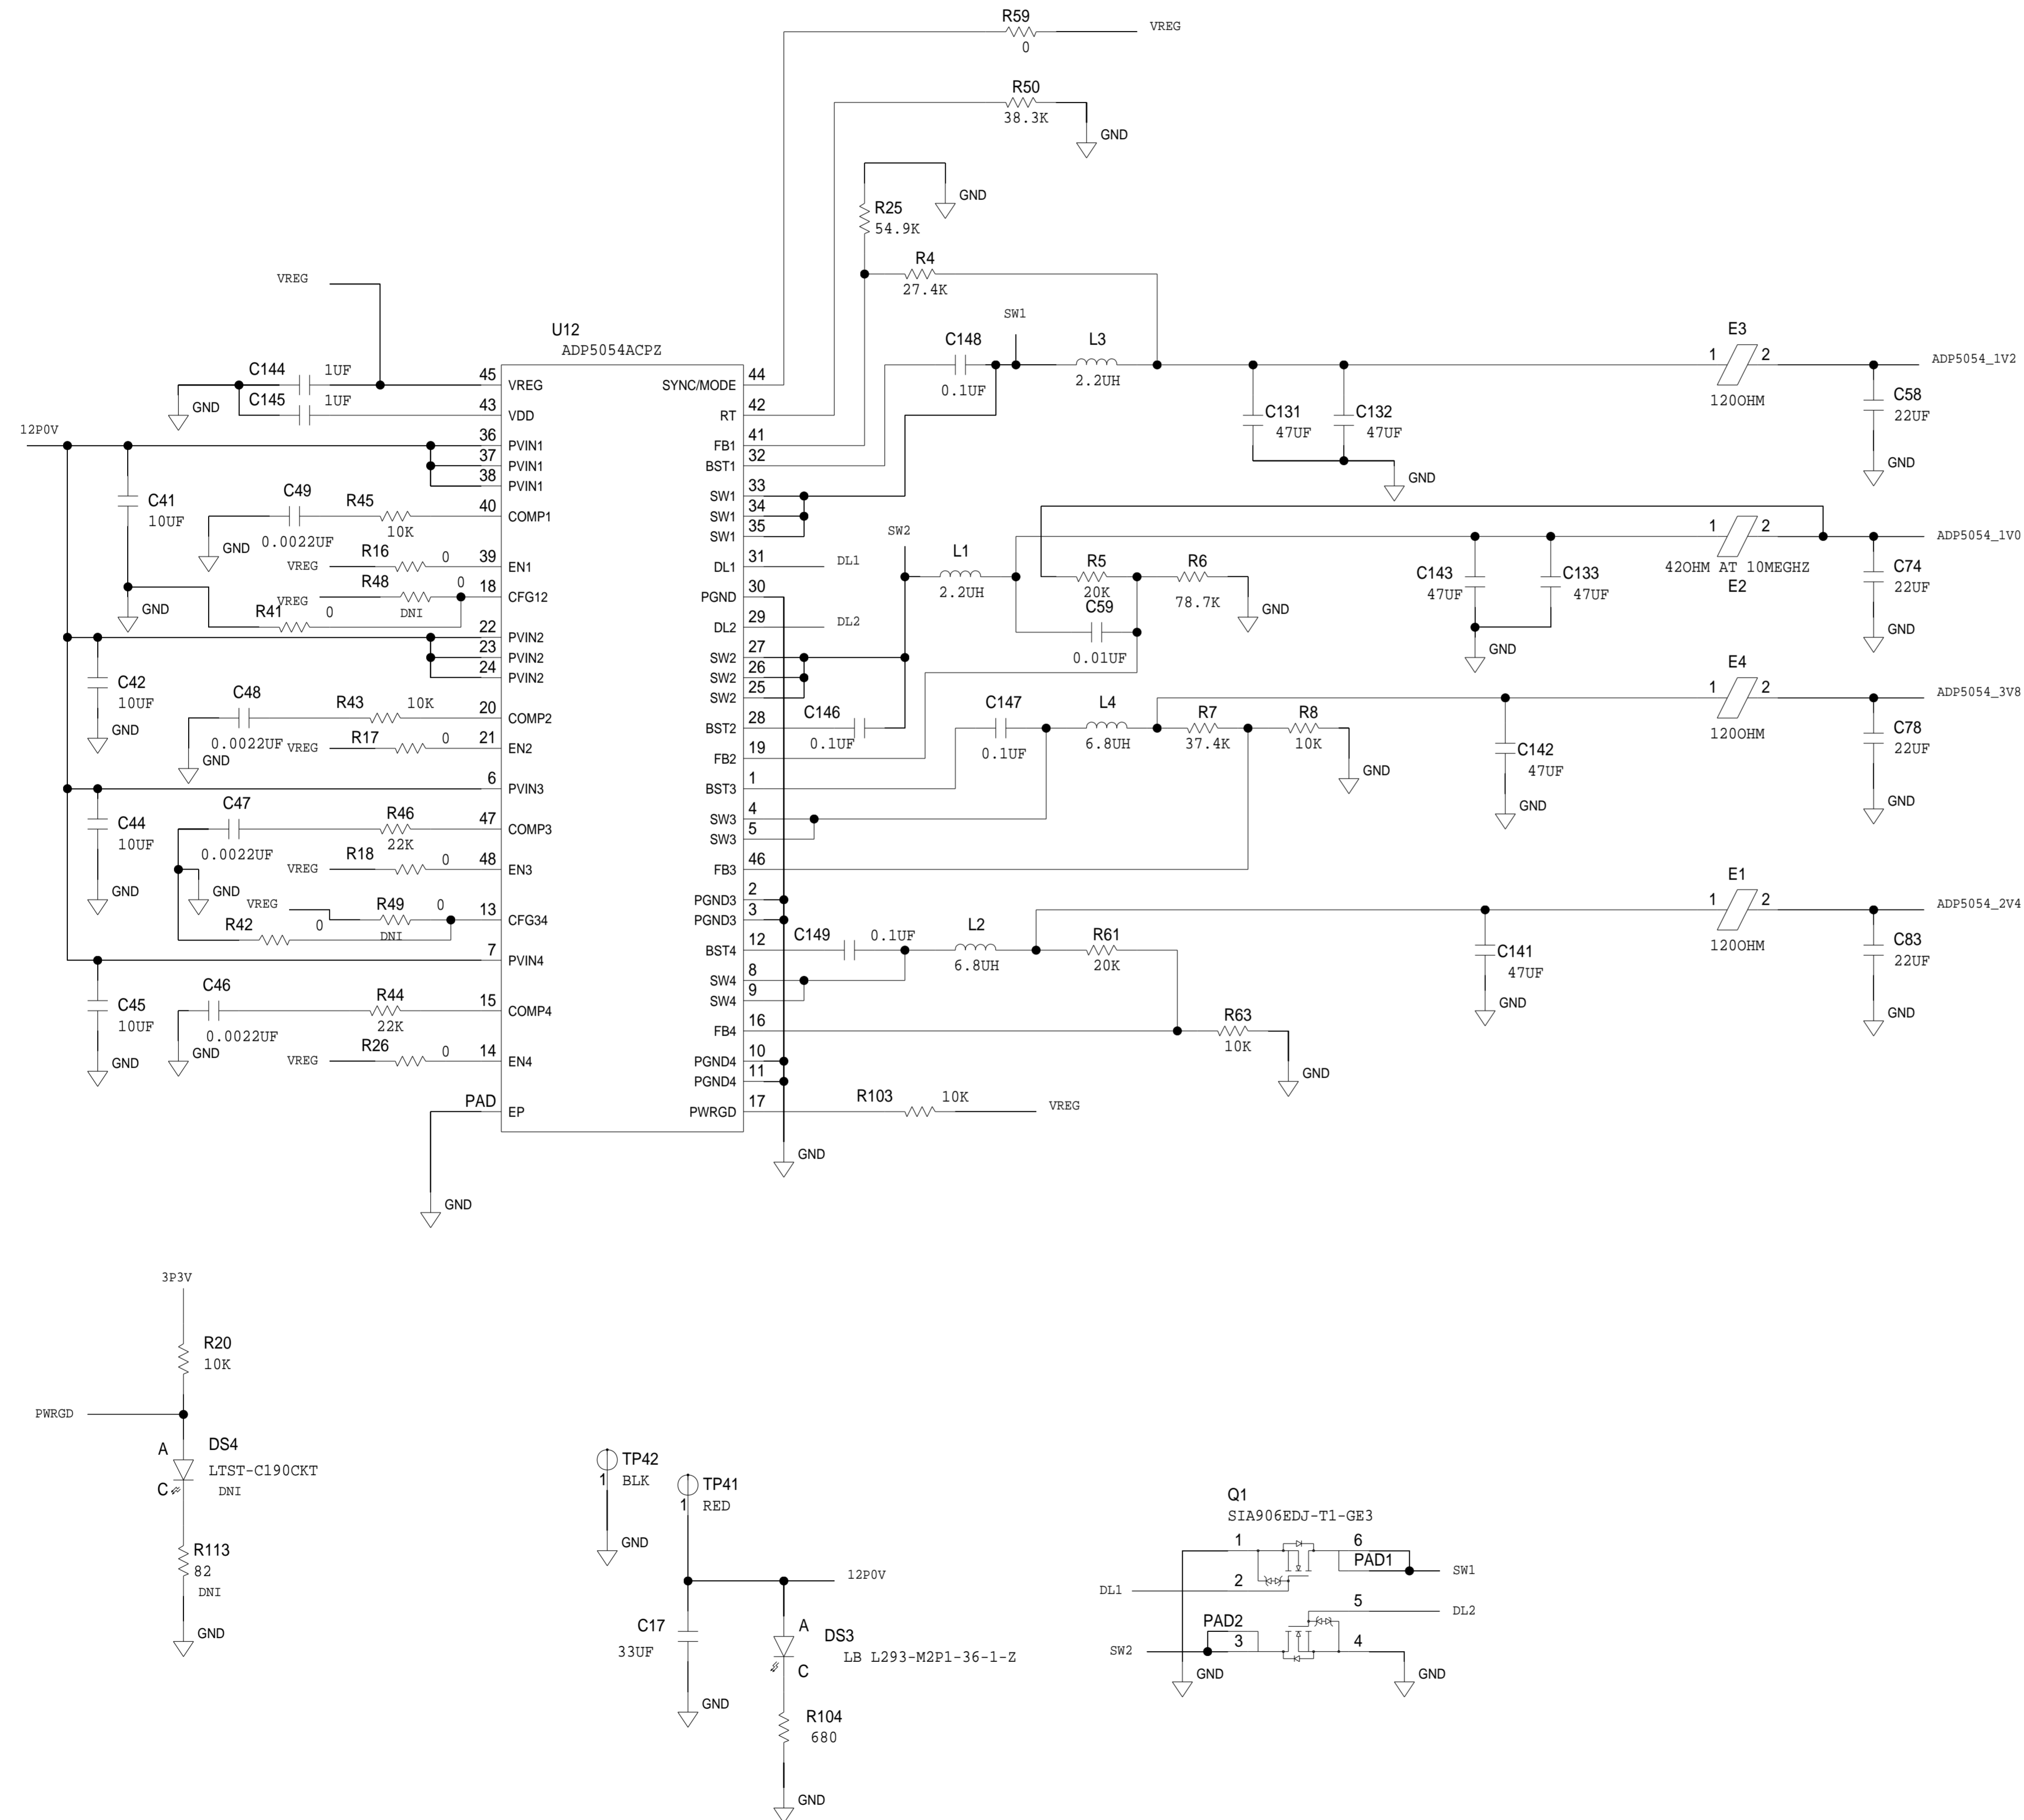 R59
0
VREG
R50
38.3K
GND
GND
R25
54.9K
R4
27.4K
VREG
U12
ADP5054ACPZ
SW1
C148
0.1UF
L3
2.2UH
E3
1 2
120OHM
ADP5054_1V2
C131
47UF
C132
47UF
GND
C58
22UF
GND
C144
1UF
C145
1UF
GND
12P0V
45 VREG
43 VDD
36 PVIN1
37 PVIN1
38 PVIN1
40 COMP1
39 EN1
18 CFG12
22 PVIN2
23 PVIN2
24 PVIN2
20 COMP2
21 EN2
6 PVIN3
47 COMP3
48 EN3
13 CFG34
7 PVIN4
15 COMP4
14 EN4
PAD EP
SYNC/MODE 44
RT 42
FB1 41
BST1 32
SW1 33
SW1 34
SW1 35
DL1 31
PGND 30
DL2 29
SW2 27
SW2 26
SW2 25
BST2 28
FB2 19
BST3 1
SW3 4
SW3 5
FB3 46
PGND3 2
PGND3 3
BST4 12
SW4 8
SW4 9
FB4 16
PGND4 10
PGND4 11
PWRGD 17
C41
10UF
GND
C49
0.0022UF
R45
10K
GND
VREG
R16
0
VREG
R48
0
DNI
R41
0
C42
10UF
GND
C48
0.0022UF
R43
10K
GND
VREG
R17
0
C44
10UF
GND
C47
0.0022UF
R46
22K
VREG
R18
0
GND
VREG
R49
0
DNI
R42
0
C45
10UF
GND
C46
0.0022UF
R44
22K
GND
VREG
R26
0
GND
DL1
DL2
SW2
L1
2.2UH
R5
20K
R6
78.7K
GND
C59
0.01UF
C143
47UF
C133
47UF
GND
1 2
42OHM AT 10MEGHZ
E2
ADP5054_1V0
C74
22UF
GND
C146
0.1UF
C147
0.1UF
L4
6.8UH
R7
37.4K
R8
10K
GND
C142
47UF
GND
E4
1 2
120OHM
ADP5054_3V8
C78
22UF
GND
C149
0.1UF
L2
6.8UH
R61
20K
R63
10K
GND
C141
47UF
GND
E1
1 2
120OHM
ADP5054_2V4
C83
22UF
GND
R103
10K
VREG
GND
3P3V
R20
10K
PWRGD
A
DS4
LTST-C190CKT
C
DNI
R113
82
DNI
GND
TP42
1 BLK
GND
TP41
1 RED
12P0V
C17
33UF
GND
A
DS3
LB L293-M2P1-36-1-Z
C
R104
680
GND
Q1
SIA906EDJ-T1-GE3
1
6
PAD1
SW1
DL1
2
5
DL2
PAD2
SW2
3
4
GND
GND